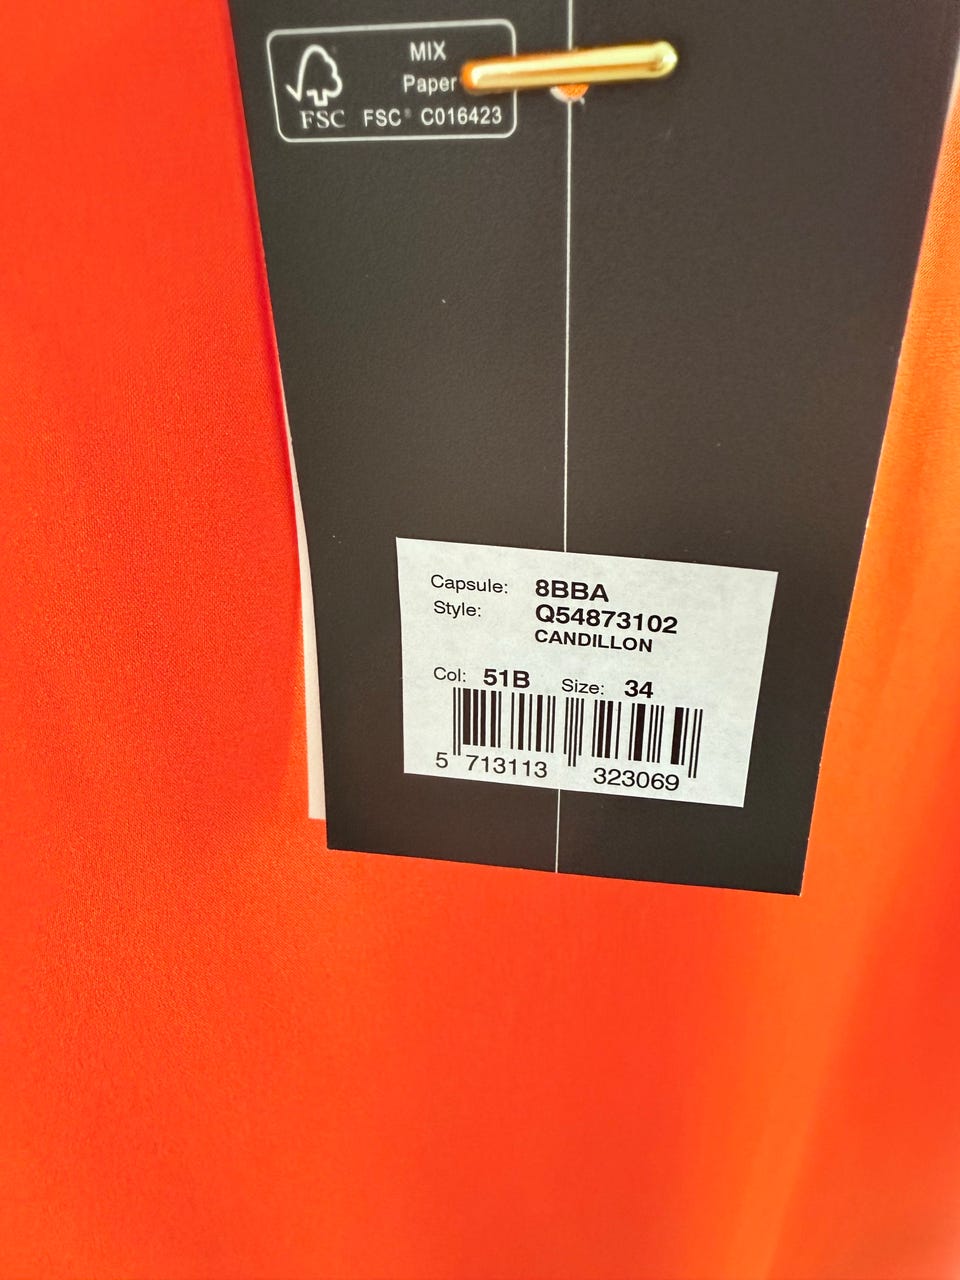 MIX
Paper
FSC FSC® C016423
Capsule: 8BBA
Style: Q54873102
CANDILLON
Col: 51B Size: 34
5 713113 323069